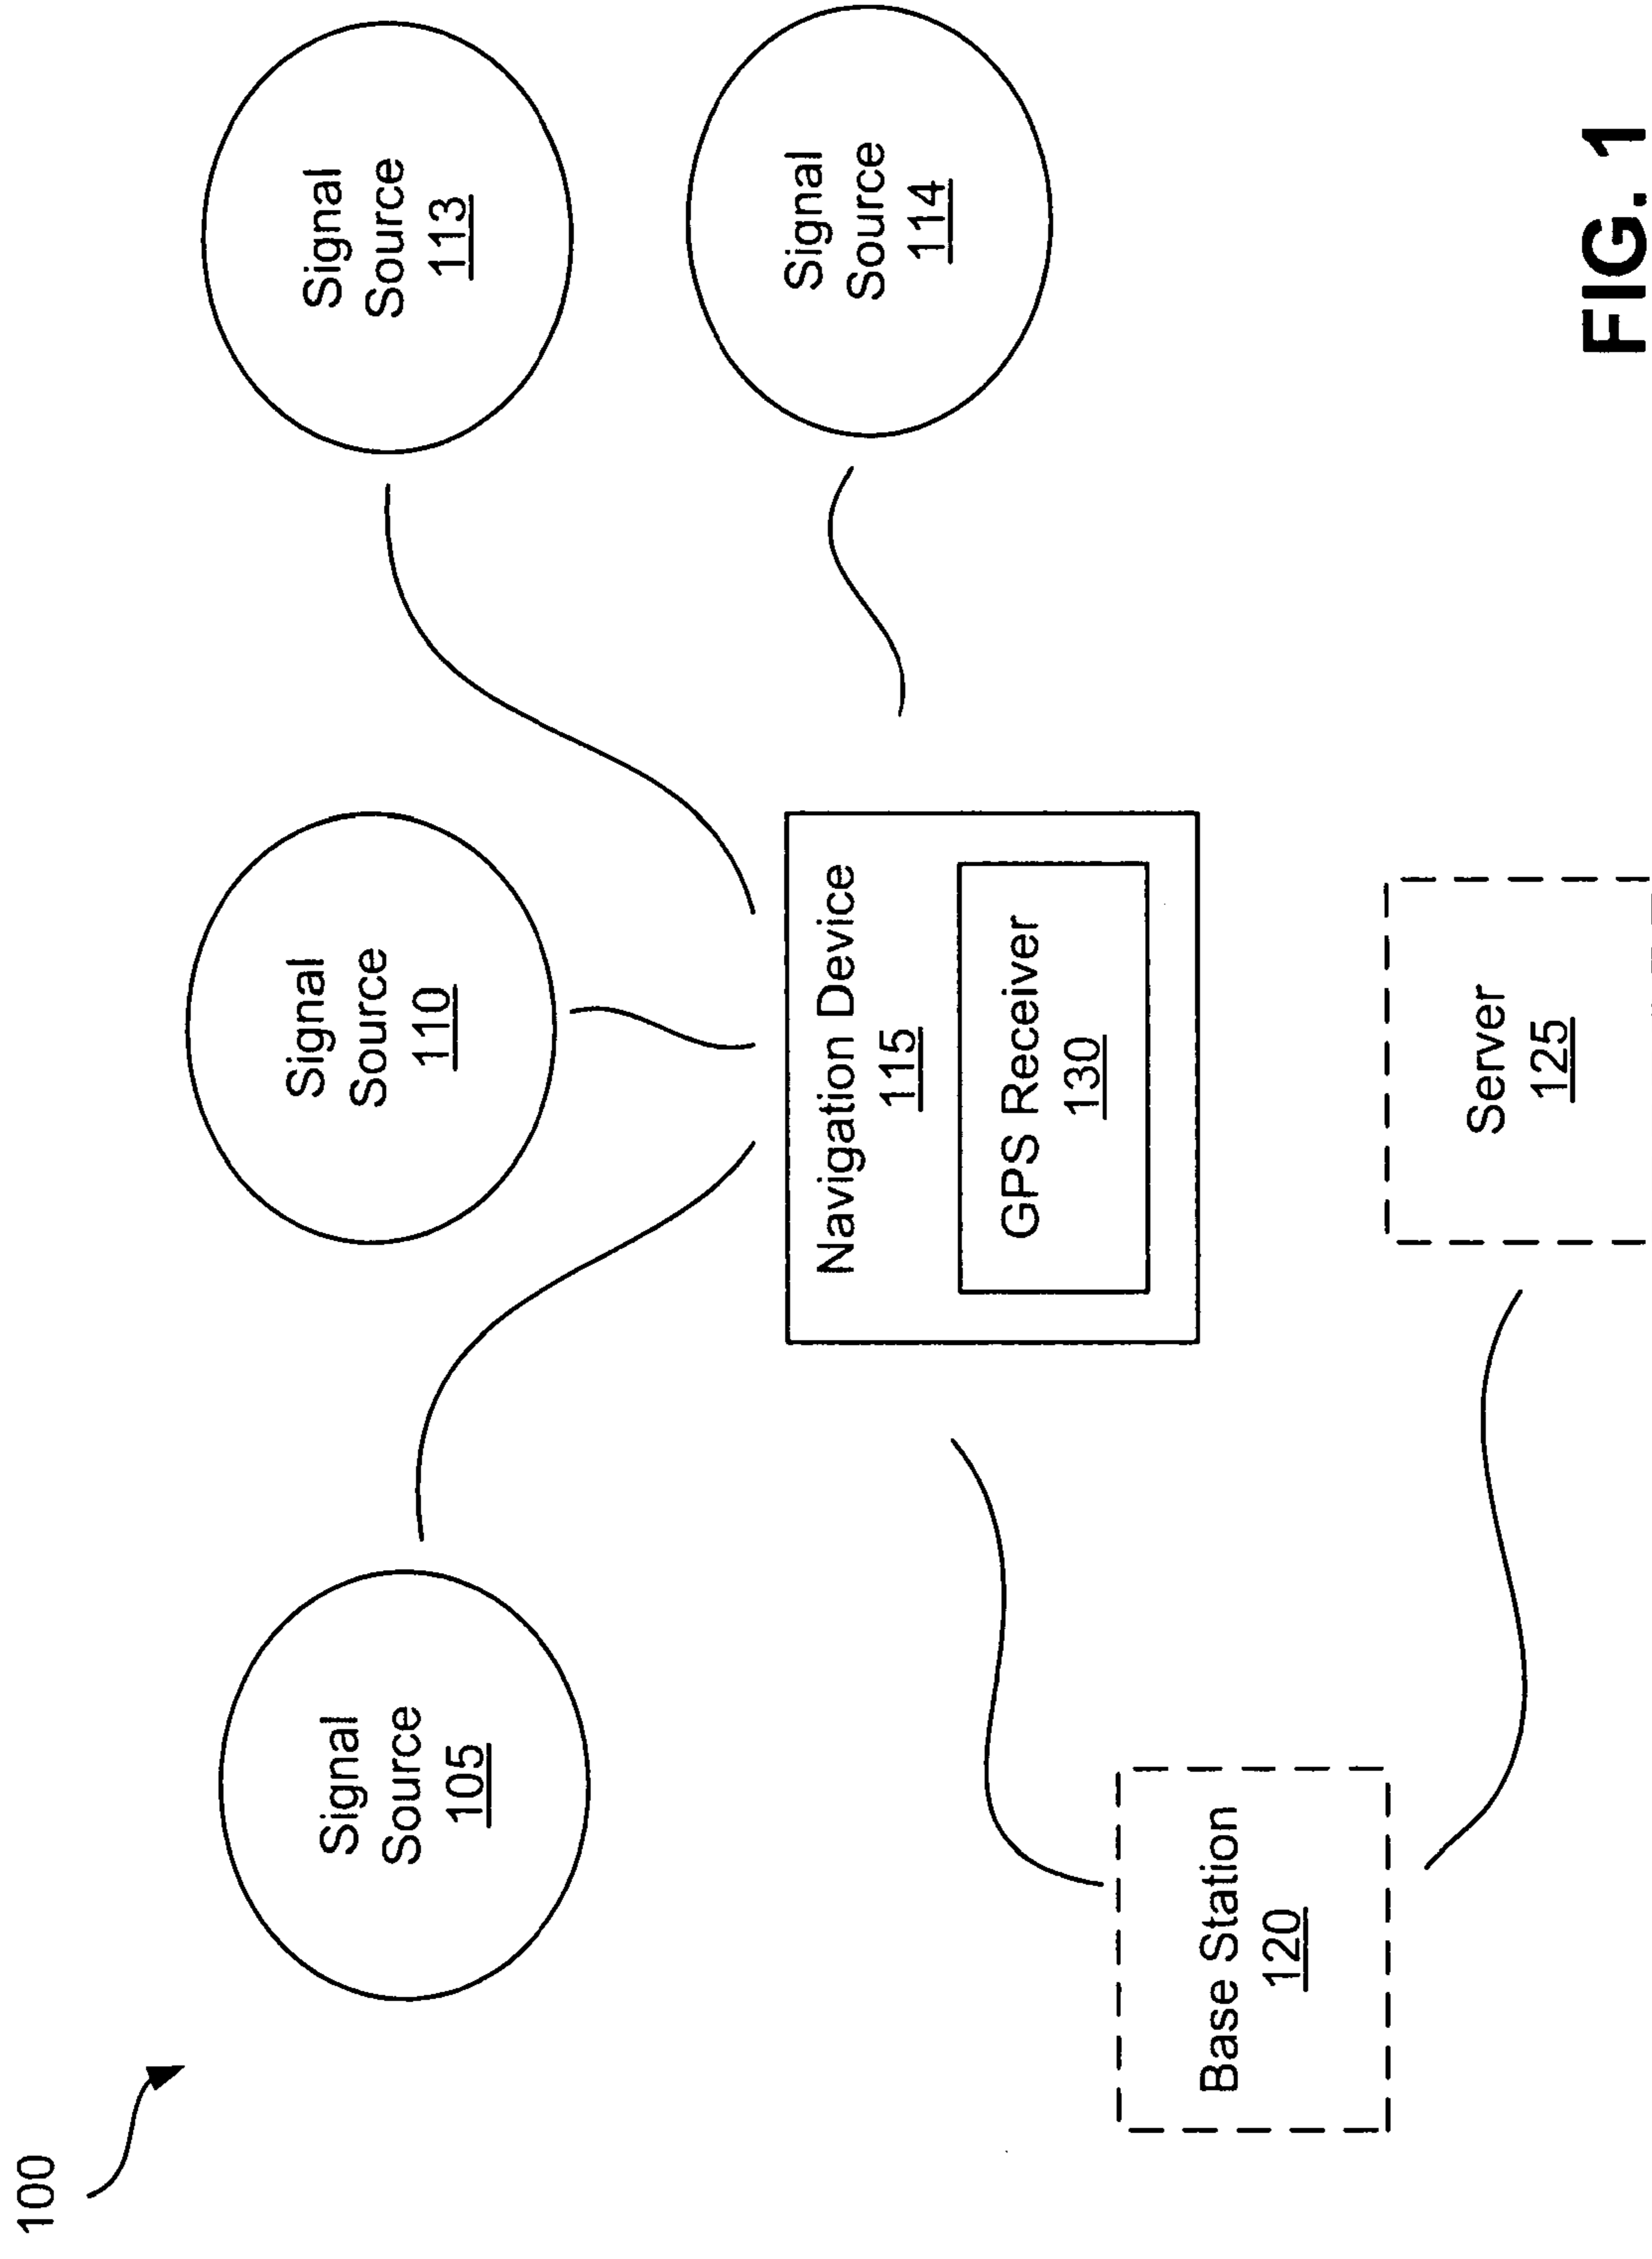 100
Signal
Source
105
Signal
Source
110
Signal
Source
113
Signal
Source
114
Navigation Device
115
GPS Receiver
130
Base Station
120
Server
125
FIG. 1